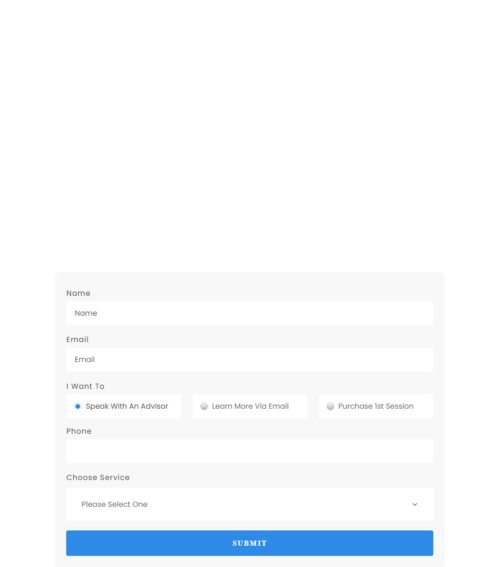 Name
Name
Email
Email
I Want To
Speak With An Advisor Learn More Via Email Purchase 1st Session
Phone
Choose Service
Please Select One
SUBMIT